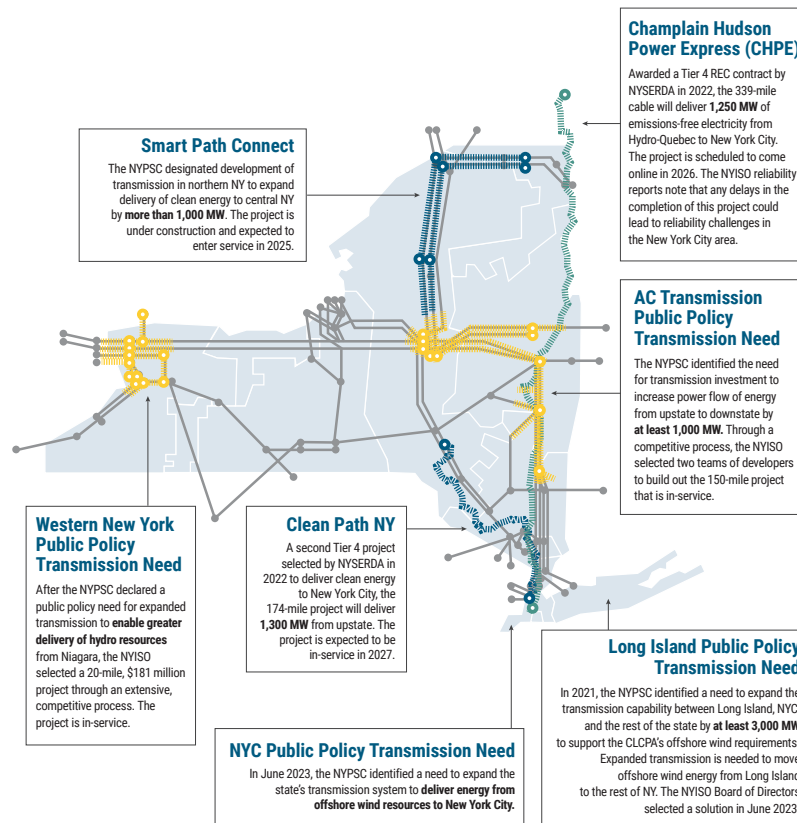 Champlain Hudson
Power Express (CHPE)
Awarded a Tier 4 REC contract by
NYSERDA in 2022, the 339-mile
cable will deliver 1,250 MW of
emissions-free electricity from
Hydro-Quebec to New York City.
The project is scheduled to come
online in 2026. The NYISO reliability
reports note that any delays in the
completion of this project could
lead to reliability challenges in
the New York City area.
Smart Path Connect
The NYPSC designated development of
transmission in northern NY to expand
delivery of clean energy to central NY
by more than 1,000 MW. The project is
under construction and expected to
enter service in 2025.
AC Transmission
Public Policy
Transmission Need
The NYPSC identified the need
for transmission investment to
increase power flow of energy
from upstate to downstate by
at least 1,000 MW. Through a
competitive process, the NYISO
selected two teams of developers
to build out the 150-mile project
that is in-service.
Western New York
Public Policy
Transmission Need
After the NYPSC declared a
public policy need for expanded
transmission to enable greater
delivery of hydro resources
from Niagara, the NYISO
selected a 20-mile, $181 million
project through an extensive,
competitive process. The
project is in-service.
Clean Path NY
A second Tier 4 project
selected by NYSERDA in
2022 to deliver clean energy
to New York City, the
174-mile project will deliver
1,300 MW from upstate. The
project is expected to be
in-service in 2027.
NYC Public Policy Transmission Need
In June 2023, the NYPSC identified a need to expand the
state's transmission system to deliver energy from
offshore wind resources to New York City.
Long Island Public Policy
Transmission Need
In 2021, the NYPSC identified a need to expand the
transmission capability between Long Island, NYC
and the rest of the state by at least 3,000 MW
to support the CLCPA's offshore wind requirements
Expanded transmission is needed to move
offshore wind energy from Long Island
to the rest of NY. The NYISO Board of Directors
selected a solution in June 2023